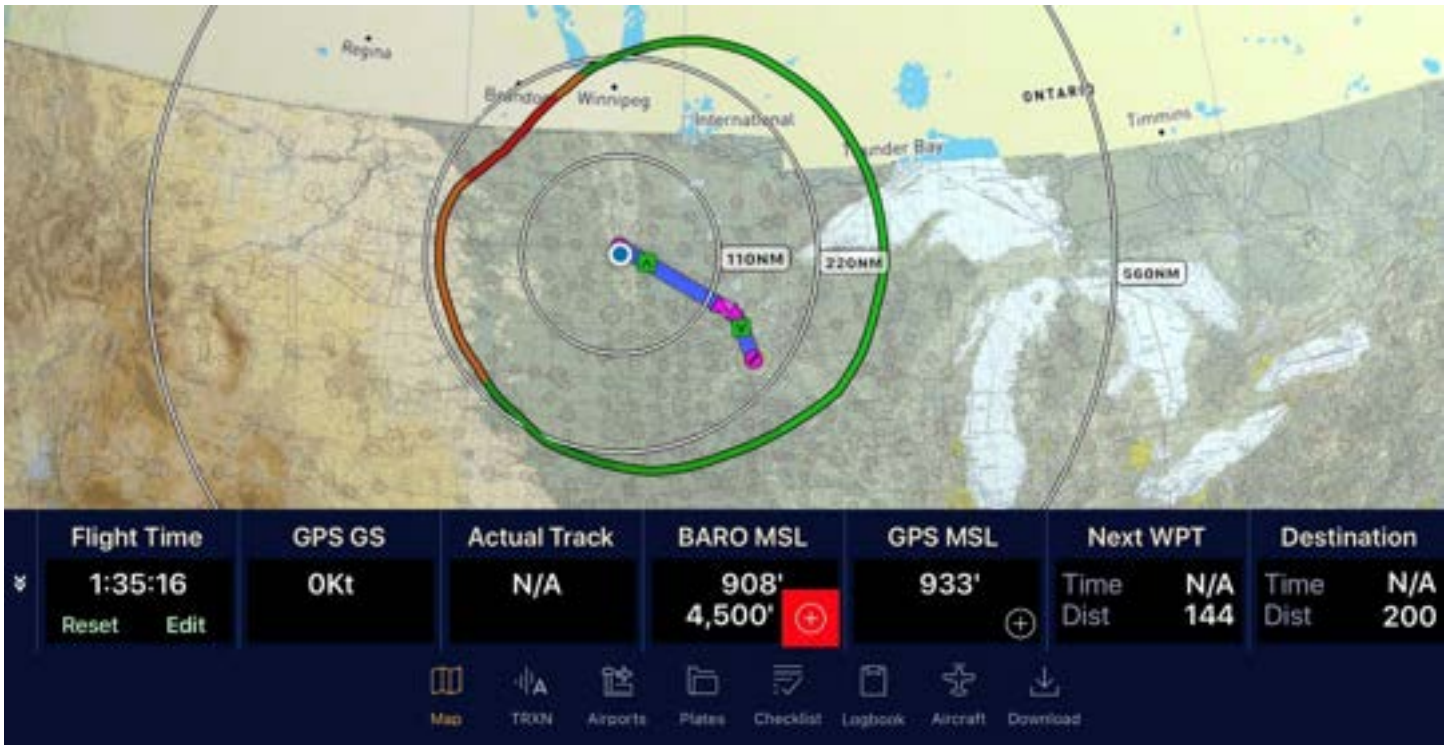 Regina
Brandon
Winnipeg
International
ONTARIO
Timmins
Thunder Bay
110NM
220NM
560NM
Flight Time
GPS GS
Actual Track
BARO MSL
GPS MSL
Next WPT
Destination
1:35:16
Reset Edit
0Kt
N/A
908'
4,500'
933'
Time N/A
Dist 144
Time N/A
Dist 200
Map
TRXN
Airports
Plates
Checklist
Logbook
Aircraft
Download